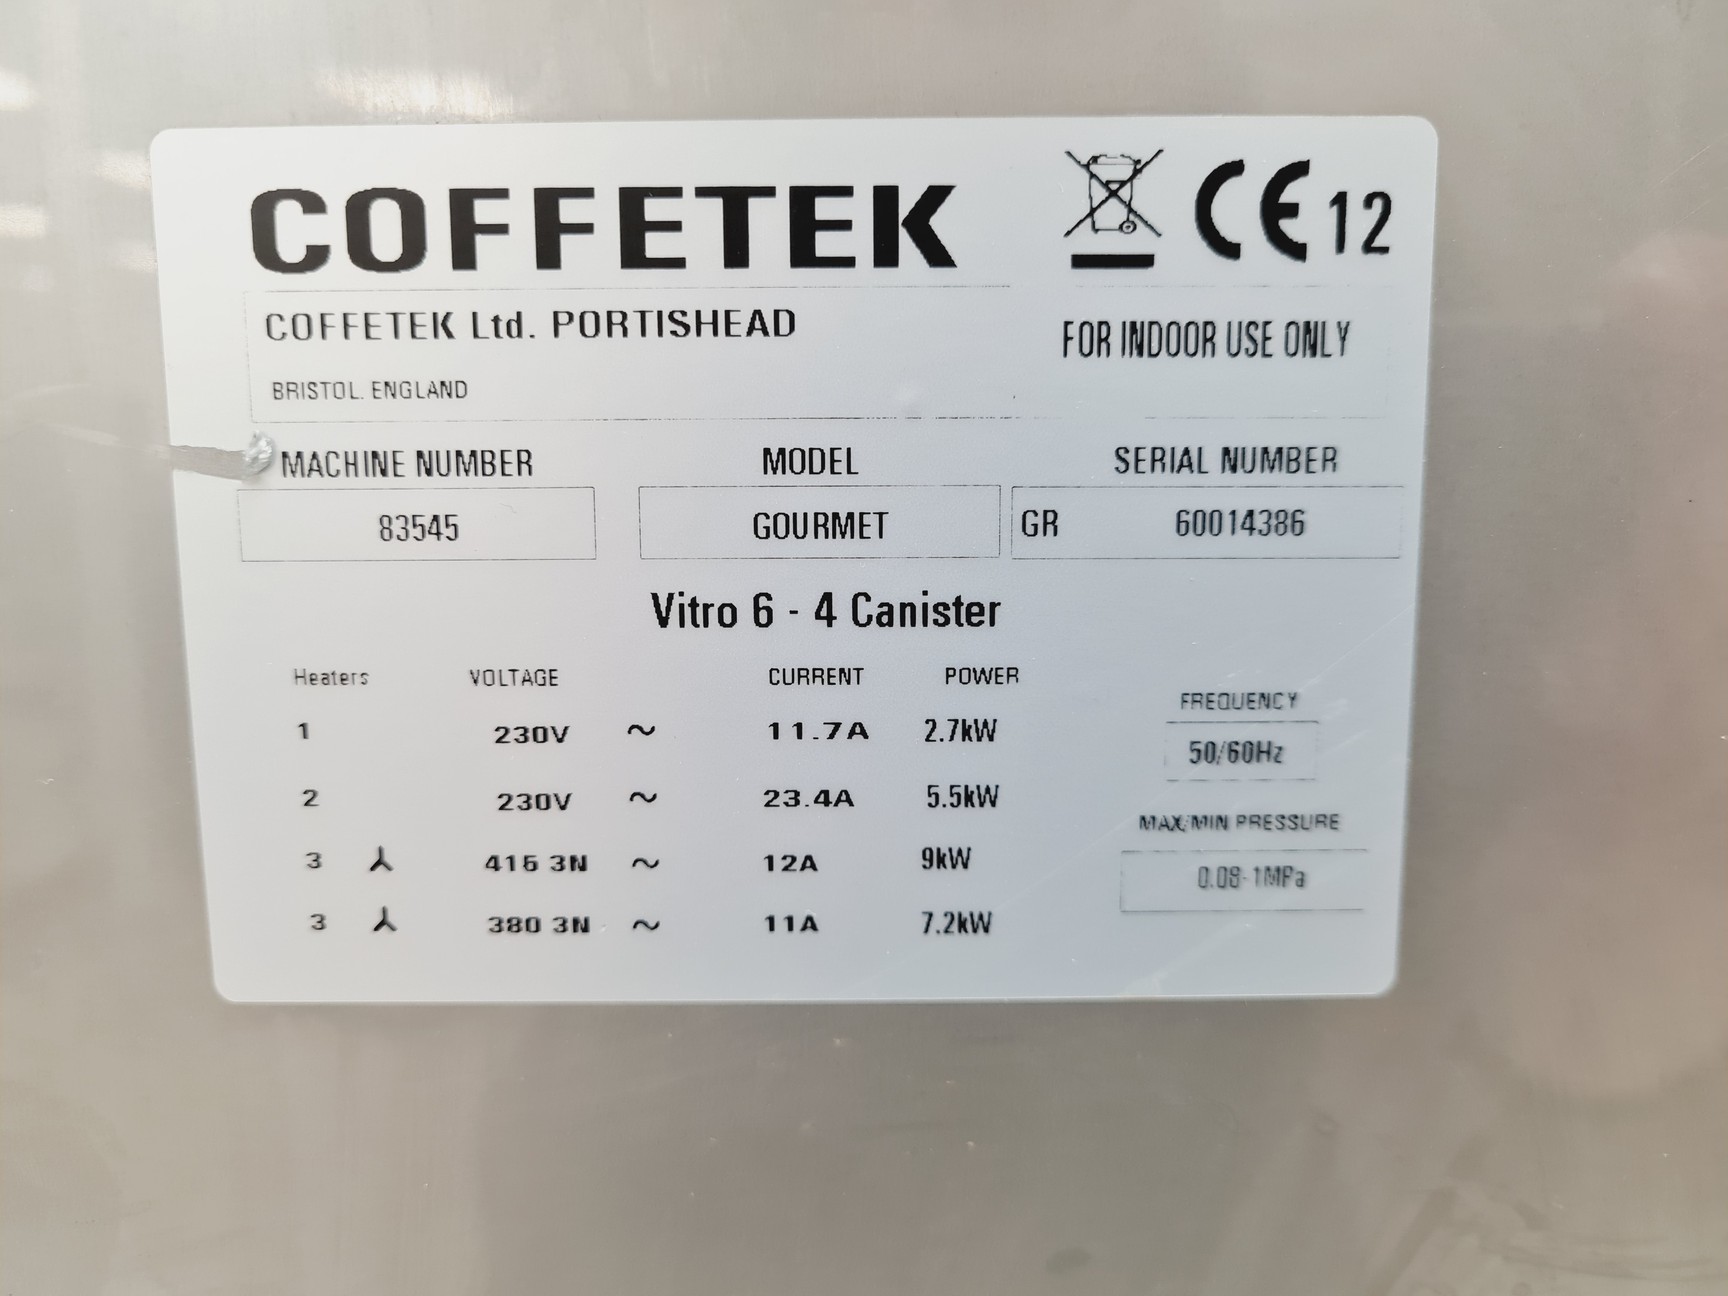 COFFETEK
CE 12
COFFETEK Ltd. PORTISHEAD
FOR INDOOR USE ONLY
BRISTOL. ENGLAND
MACHINE NUMBER MODEL SERIAL NUMBER
83545 GOURMET GR 60014386
Vitro 6 - 4 Canister
Heaters VOLTAGE CURRENT POWER
1 230V ~ 11.7A 2.7kW
2 230V ~ 23.4A 5.5kW
3 415 3N ~ 12A 9kW
3 380 3N ~ 11A 7.2kW
FREQUENCY
50/60Hz
MAX/MIN PRESSURE
0.08-1MPa